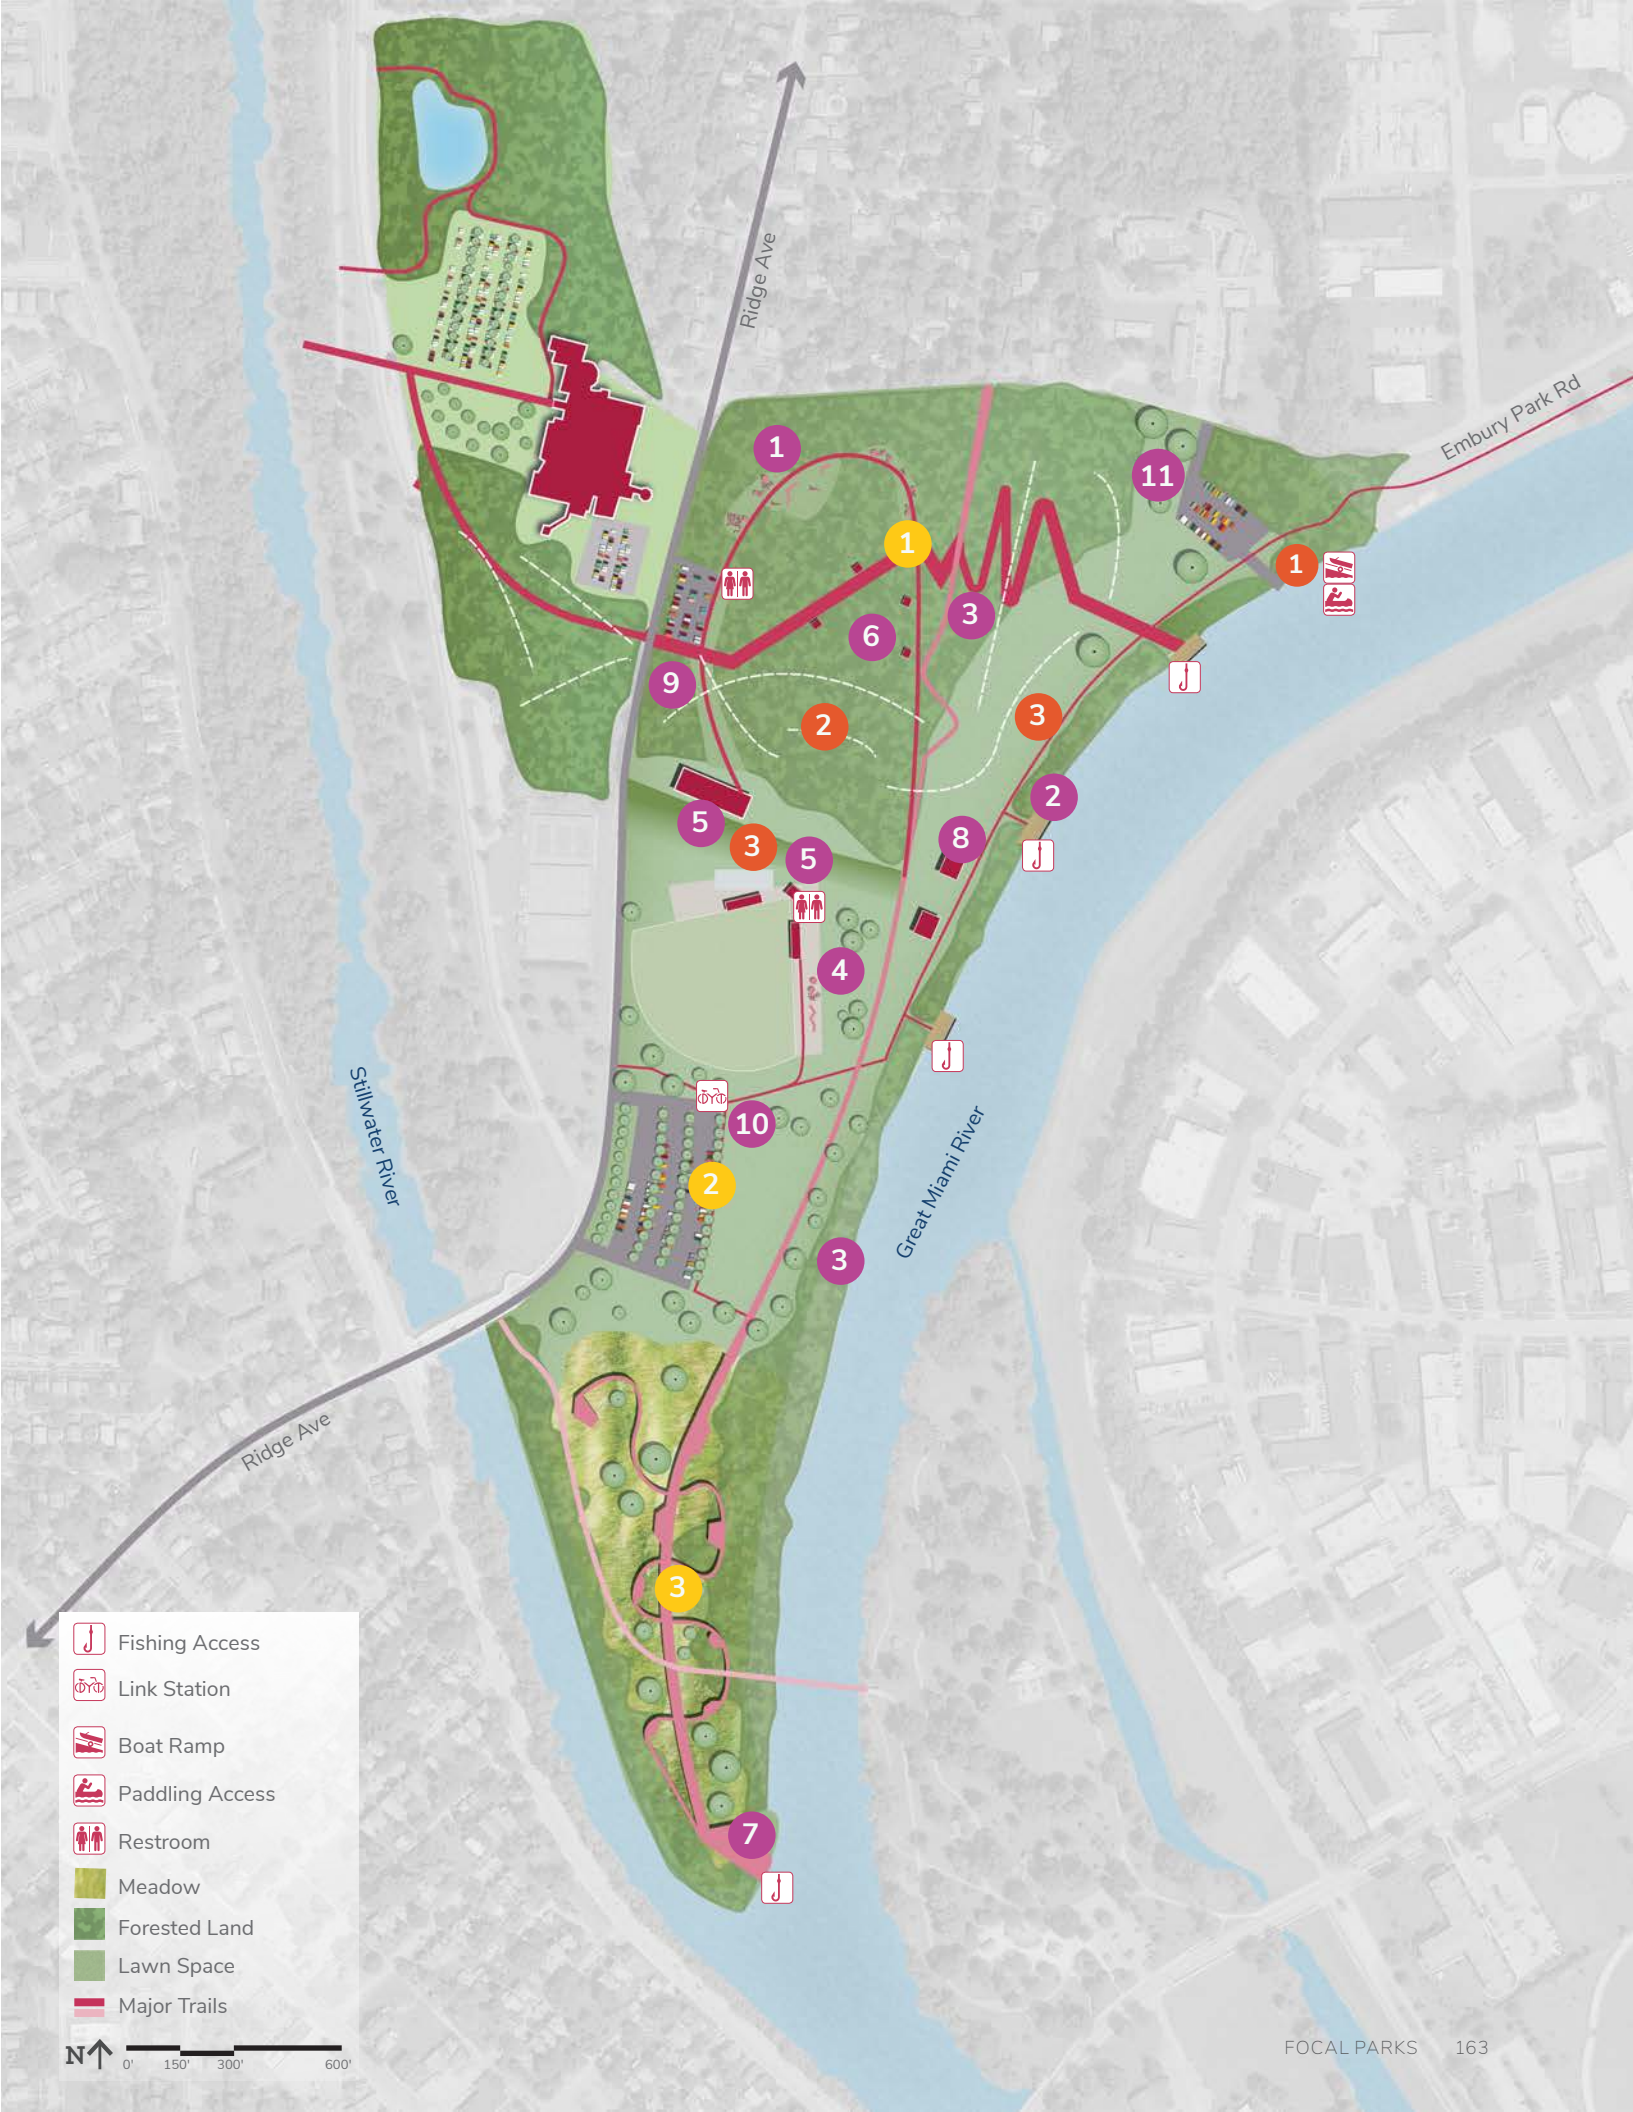 Ridge Ave
Embury Park Rd
1
11
1
1
3
6
9
2
3
2
5
3
5
8
4
10
2
3
Stillwater River
Great Miami River
Ridge Ave
3
7
Fishing Access
Link Station
Boat Ramp
Paddling Access
Restroom
Meadow
Forested Land
Lawn Space
Major Trails
N
0' 150' 300' 600'
FOCAL PARKS 163